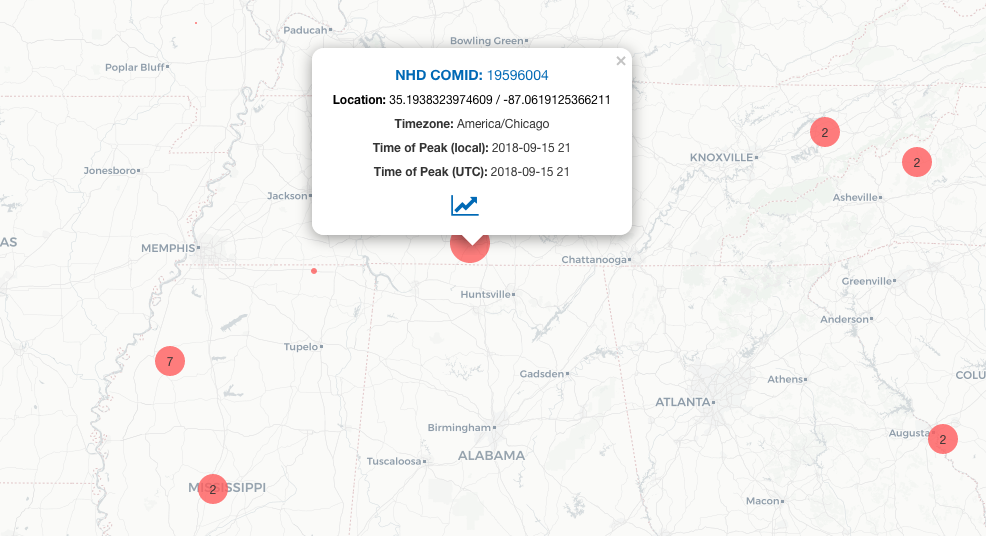 Paducah
Bowling Green
Poplar Bluff
×
NHD COMID: 19596004
Location: 35.1938323974609 / -87.0619125366211
Timezone: America/Chicago
Time of Peak (local): 2018-09-15 21
Time of Peak (UTC): 2018-09-15 21
2
KNOXVILLE
2
Jonesboro
Jackson
Asheville
AS
MEMPHIS
Chattanooga
Greenville
Huntsville
Anderson
Tupelo
7
Gadsden
Athens
COLU
ATLANTA
Birmingham
Augusta
2
ALABAMA
Tuscaloosa
MISSISSIPPI
2
Macon